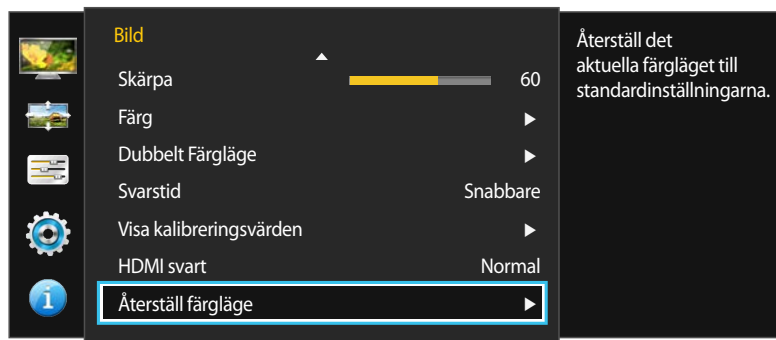 Bild
Skärpa 60
Färg
Dubbelt Färgläge
Svarstid Snabbare
Visa kalibreringsvärden
HDMI svart Normal
Återställ färgläge
Återställ det
aktuella färgläget till
standardinställningarna.